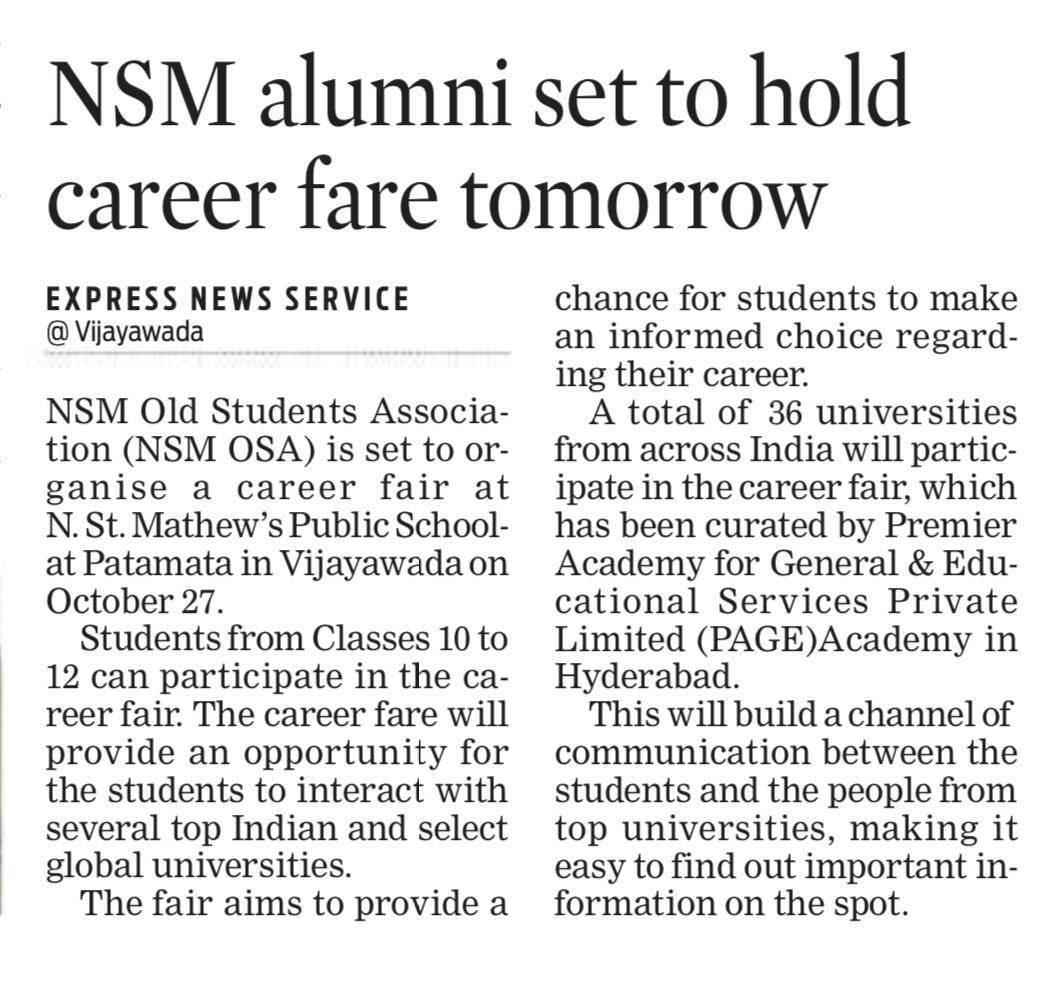 NSM alumni set to hold
career fare tomorrow
EXPRESS NEWS SERVICE
@ Vijayawada
NSM Old Students Associa-
tion (NSM OSA) is set to or-
ganise a career fair at
N. St. Mathew's Public School-
at Patamata in Vijayawada on
October 27.
Students from Classes 10 to
12 can participate in the ca-
reer fair. The career fare will
provide an opportunity for
the students to interact with
several top Indian and select
global universities.
The fair aims to provide a
chance for students to make
an informed choice regard-
ing their career.
A total of 36 universities
from across India will partic-
ipate in the career fair, which
has been curated by Premier
Academy for General & Edu-
cational Services Private
Limited (PAGE)Academy in
Hyderabad.
This will build a channel of
communication between the
students and the people from
top universities, making it
easy to find out important in-
formation on the spot.